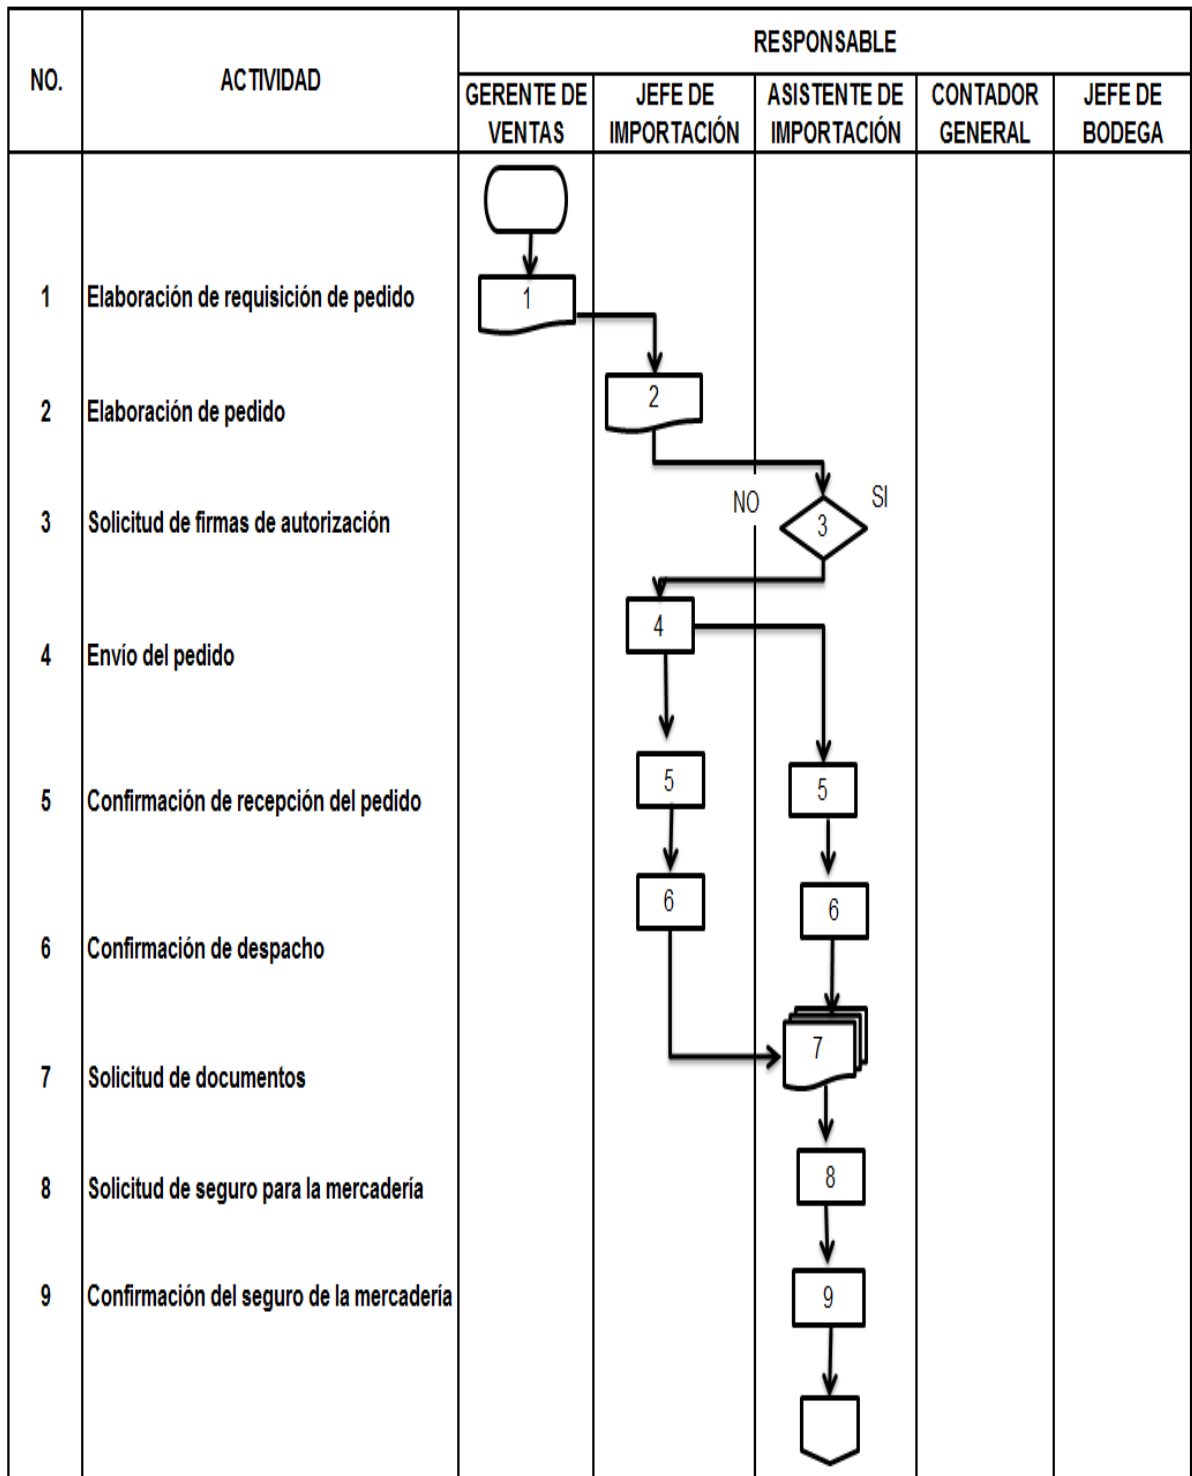 RESPONSABLE
NO.
ACTIVIDAD
GERENTE DE
VENTAS
JEFE DE
IMPORTACIÓN
ASISTENTE DE
IMPORTACIÓN
CONTADOR
GENERAL
JEFE DE
BODEGA
1 Elaboración de requisición de pedido 1
2 Elaboración de pedido 2
NO SI
3 Solicitud de firmas de autorización 3
4 Envío del pedido 4
5 Confirmación de recepción del pedido 5 5
6 Confirmación de despacho 6 6
7 Solicitud de documentos 7
8 Solicitud de seguro para la mercadería 8
9 Confirmación del seguro de la mercadería 9